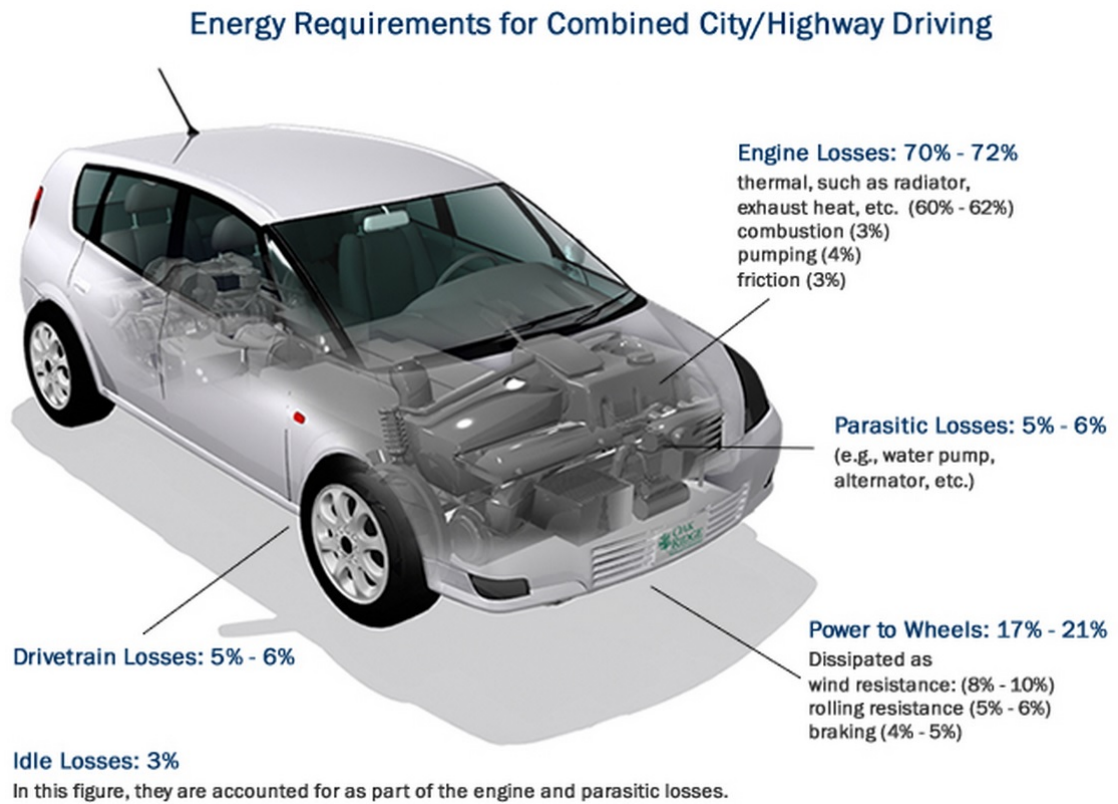 Energy Requirements for Combined City/Highway Driving
Engine Losses: 70% - 72%
thermal, such as radiator,
exhaust heat, etc. (60% - 62%)
combustion (3%)
pumping (4%)
friction (3%)
Parasitic Losses: 5% - 6%
(e.g., water pump,
alternator, etc.)
OAK
RIDGE
Power to Wheels: 17% - 21%
Dissipated as
wind resistance: (8% - 10%)
rolling resistance (5% - 6%)
braking (4% - 5%)
Drivetrain Losses: 5% - 6%
Idle Losses: 3%
In this figure, they are accounted for as part of the engine and parasitic losses.